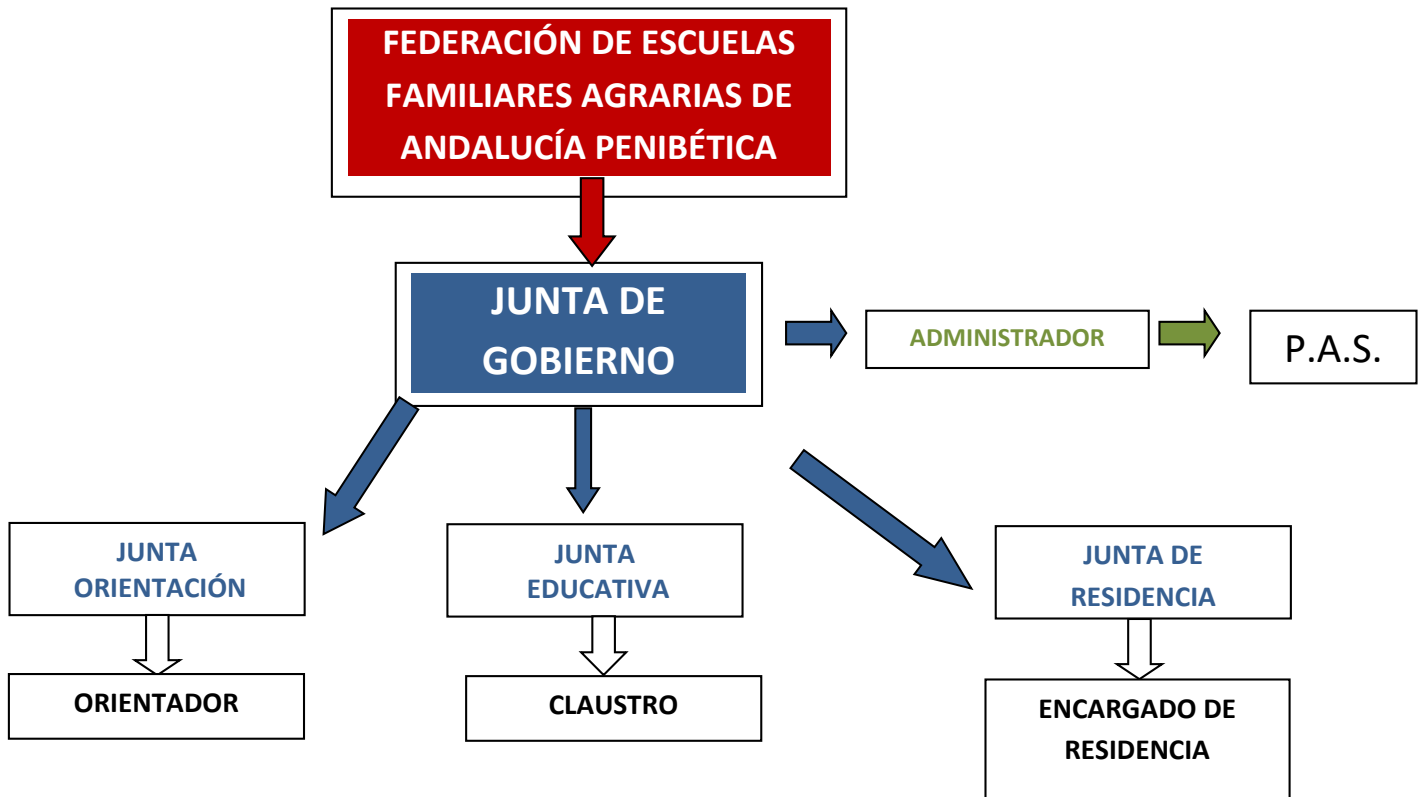 FEDERACIÓN DE ESCUELAS
FAMILIARES AGRARIAS DE
ANDALUCÍA PENIBÉTICA
JUNTA DE
GOBIERNO
ADMINISTRADOR
P.A.S.
JUNTA
ORIENTACIÓN
JUNTA
EDUCATIVA
JUNTA DE
RESIDENCIA
ORIENTADOR
CLAUSTRO
ENCARGADO DE
RESIDENCIA